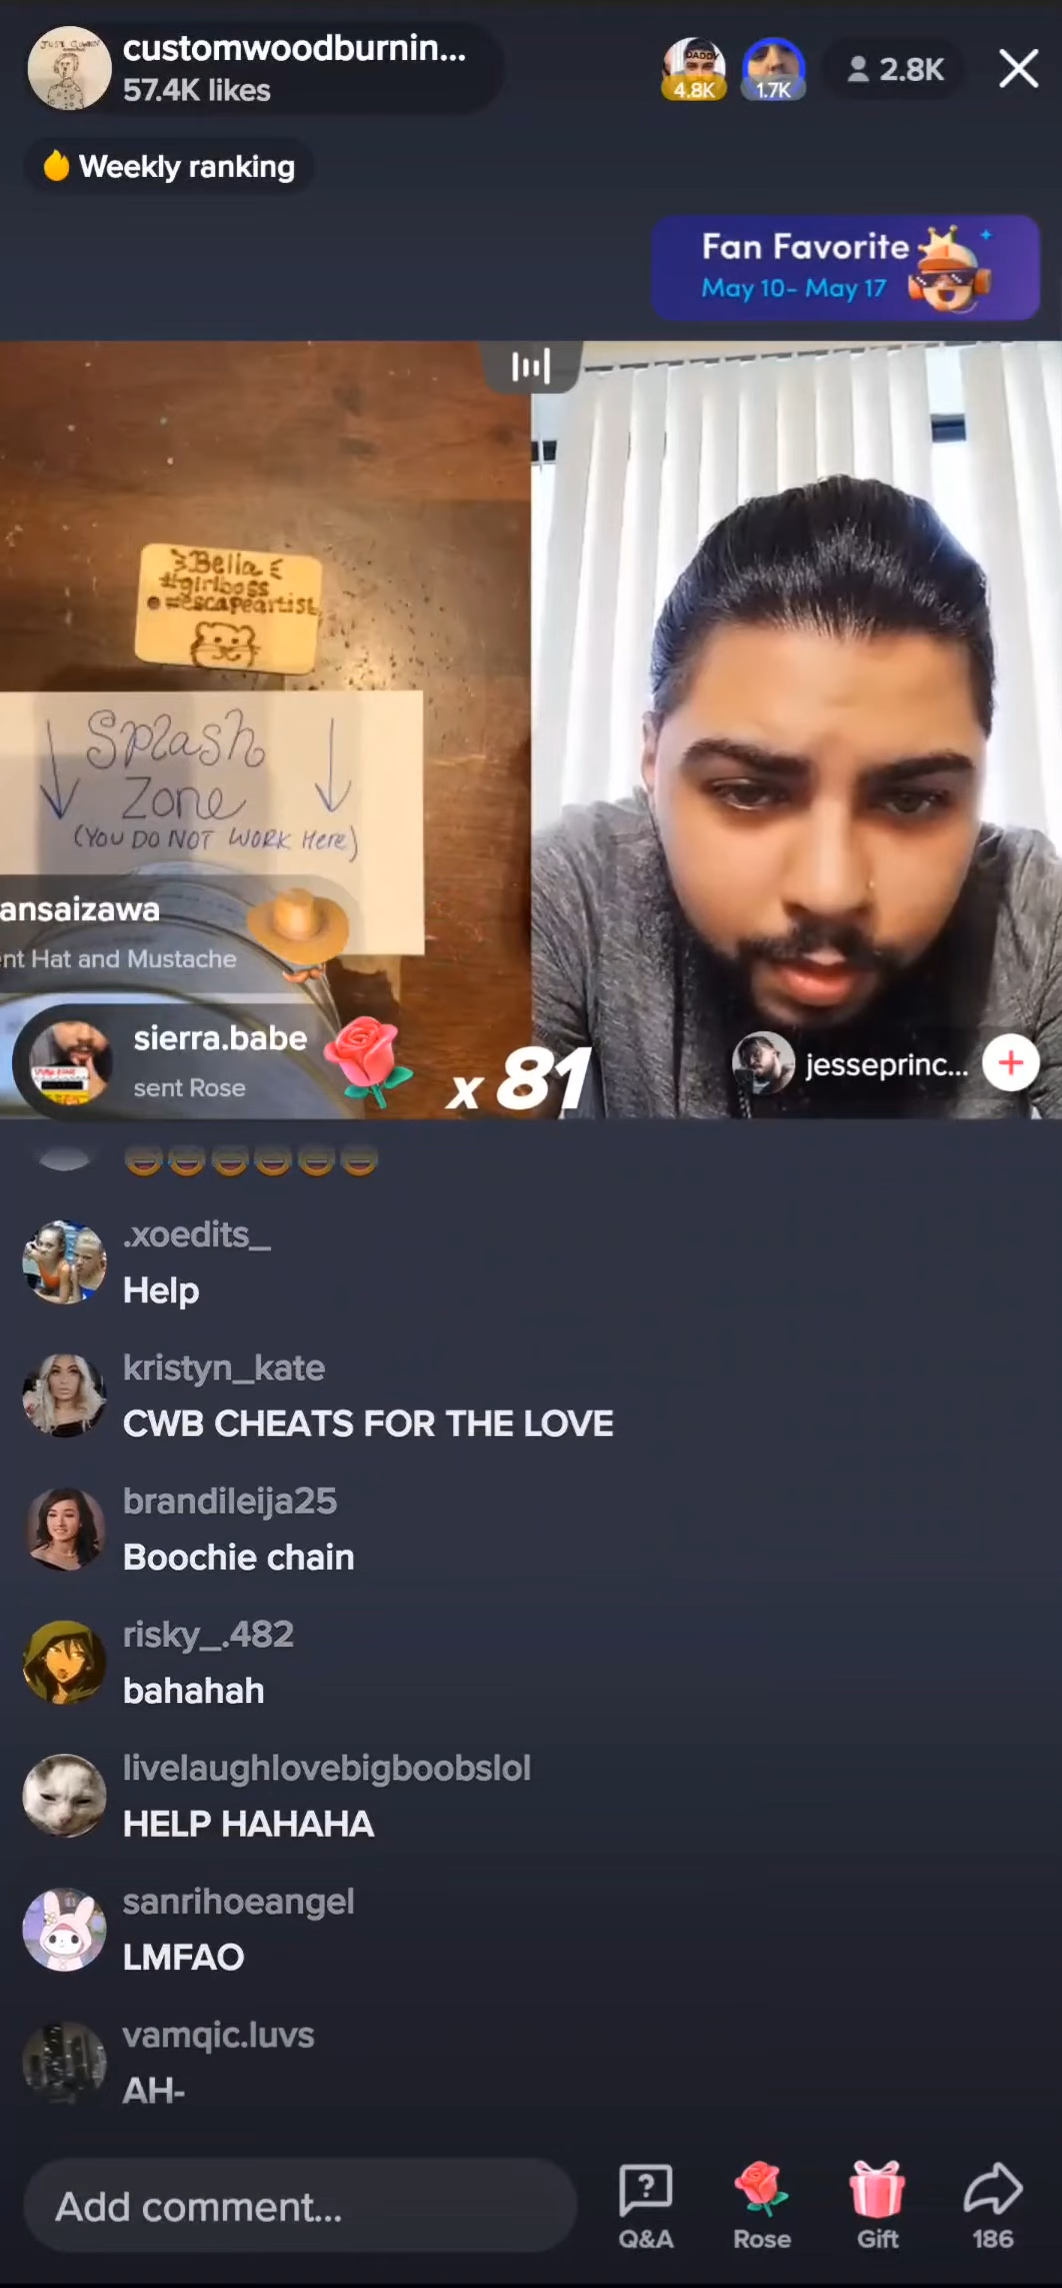 customwoodburnin...
57.4K likes
DADDY
4.8K
1.7K
2.8K
Weekly ranking
Fan Favorite
May 10- May 17
Bella
#girlboss
#escapeartist
Splash
Zone
(YOU DO NOT WORK Here)
ansaizawa
nt Hat and Mustache
sierra.babe
sent Rose
x 81
jesseprinc...
.xoedits_
Help
kristyn_kate
CWB CHEATS FOR THE LOVE
brandileija25
Boochie chain
risky_.482
bahahah
livelaughlovebigboobslol
HELP HAHAHA
sanrihoeangel
LMFAO
vamqic.luvs
AH-
Add comment...
Q&A
Rose
Gift
186